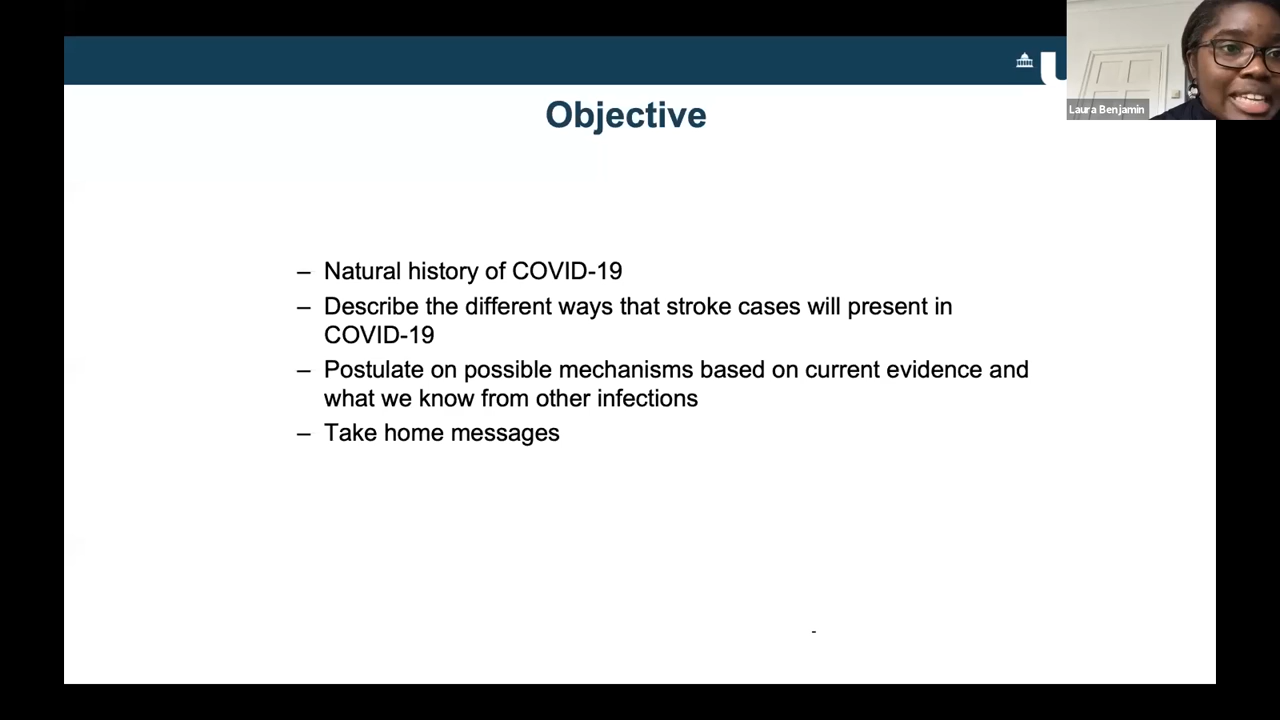 Laura Benjamin
Objective
– Natural history of COVID-19
– Describe the different ways that stroke cases will present in
COVID-19
– Postulate on possible mechanisms based on current evidence and
what we know from other infections
– Take home messages
-